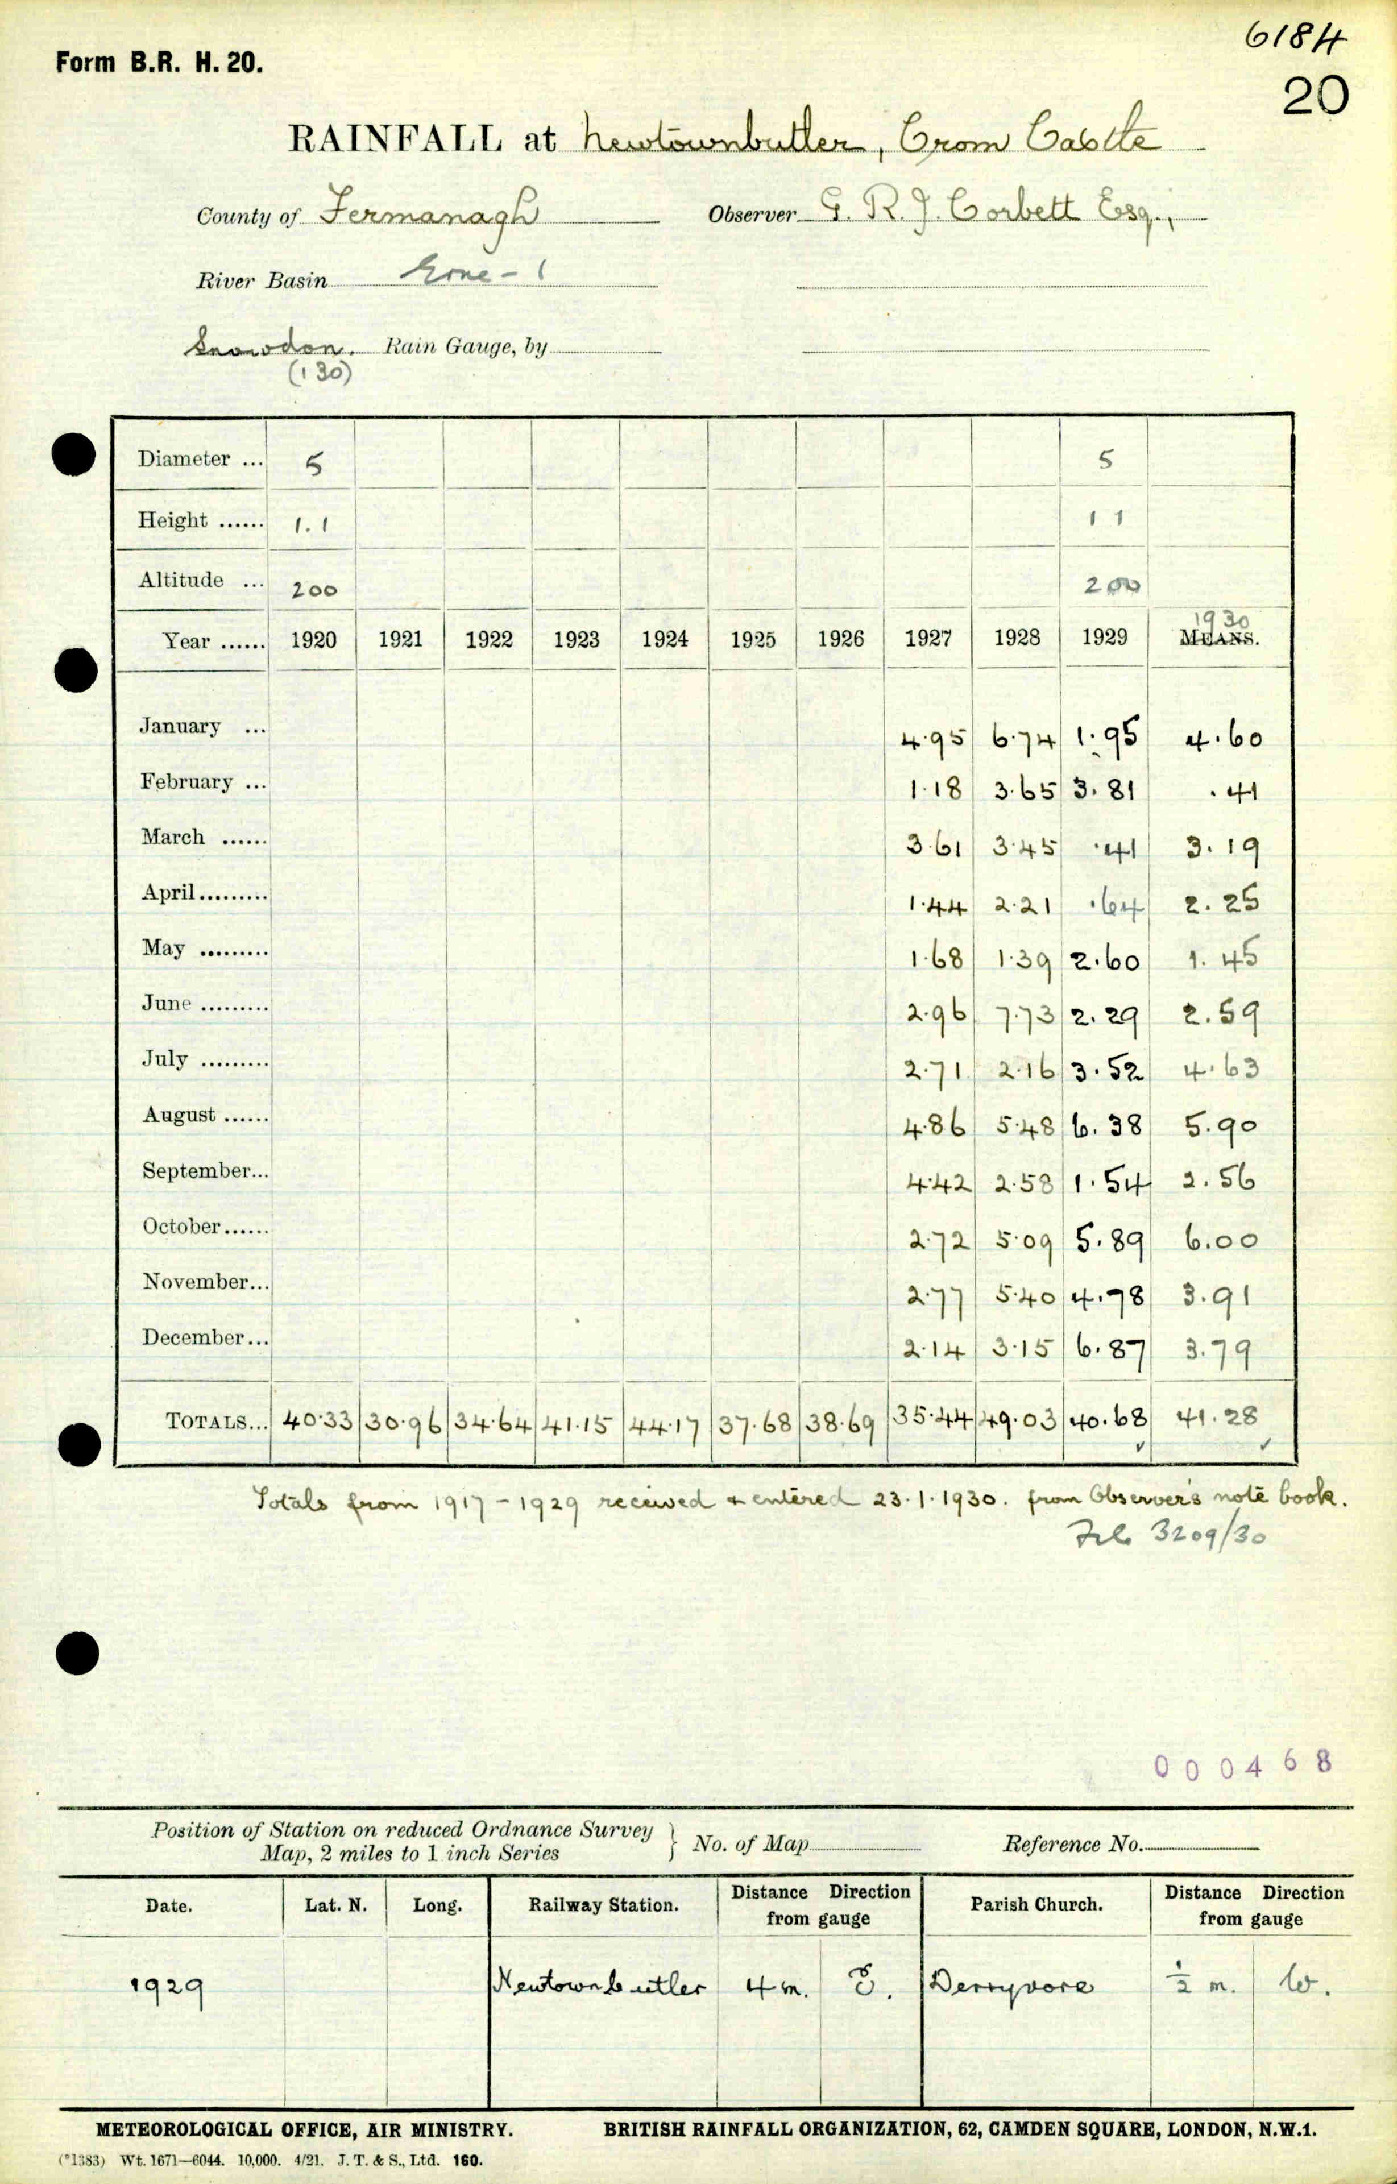 6184
Form B.R. H. 20.
20
RAINFALL at Newtownbutler, Crom Castle
County of Fermanagh Observer G. R. J. Corbett Esq.,
River Basin Erne - 1
Snowdon. Rain Gauge, by
(130)
Diameter ... 5 5
Height ...... 1.1 1 1
Altitude ... 200 200
1930
Year ...... 1920 1921 1922 1923 1924 1925 1926 1927 1928 1929 MEANS.
January ... 4.95 6.74 1.95 4.60
February ... 1.18 3.65 3.81 .41
March ...... 3.61 3.45 .41 3.19
April......... 1.44 2.21 .64 2.25
May ......... 1.68 1.39 2.60 1.45
June ......... 2.96 7.73 2.29 2.59
July ......... 2.71 2.16 3.52 4.63
August ...... 4.86 5.48 6.38 5.90
September... 4.42 2.58 1.54 2.56
October...... 2.72 5.09 5.89 6.00
November... 2.77 5.40 4.78 3.91
December... 2.14 3.15 6.87 3.79
TOTALS... 40.33 30.96 34.64 41.15 44.17 37.68 38.69 35.44 49.03 40.68 41.28
Totals from 1917 - 1929 received & entered 23.1.1930. from Observer's note book.
File 3209/30
000468
Position of Station on reduced Ordnance Survey } No. of Map Reference No.
Map, 2 miles to 1 inch Series
Date. Lat. N. Long. Railway Station. Distance Direction from gauge Parish Church. Distance Direction from gauge
1929 Newtownbutler 4 m. E. Derryvore ½ m. W.
METEOROLOGICAL OFFICE, AIR MINISTRY. BRITISH RAINFALL ORGANIZATION, 62, CAMDEN SQUARE, LONDON, N.W.1.
(*1383) Wt. 1671—6044. 10,000. 4/21. J. T. & S., Ltd. 160.